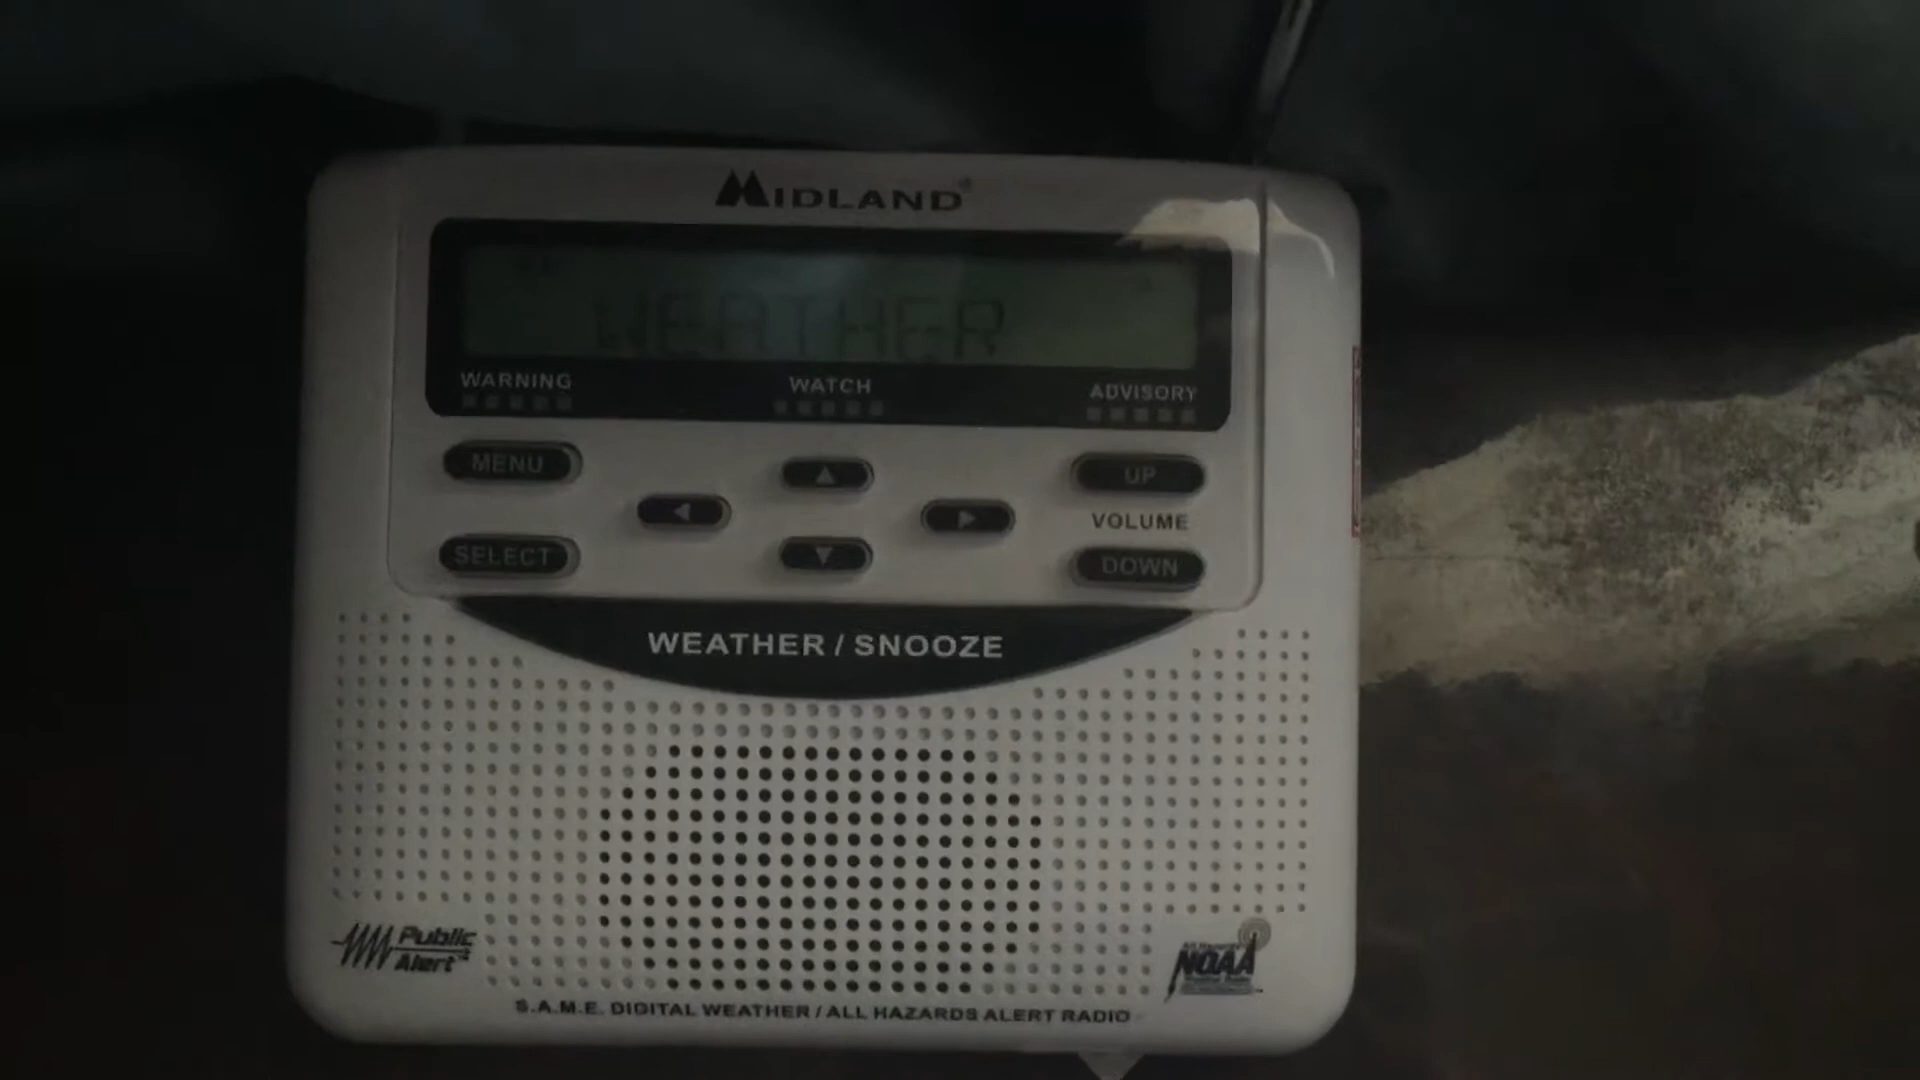 MIDLAND®
WEATHER
WARNING
WATCH
ADVISORY
MENU
UP
VOLUME
SELECT
DOWN
WEATHER / SNOOZE
Public
Alert
NOAA
S.A.M.E. DIGITAL WEATHER / ALL HAZARDS ALERT RADIO